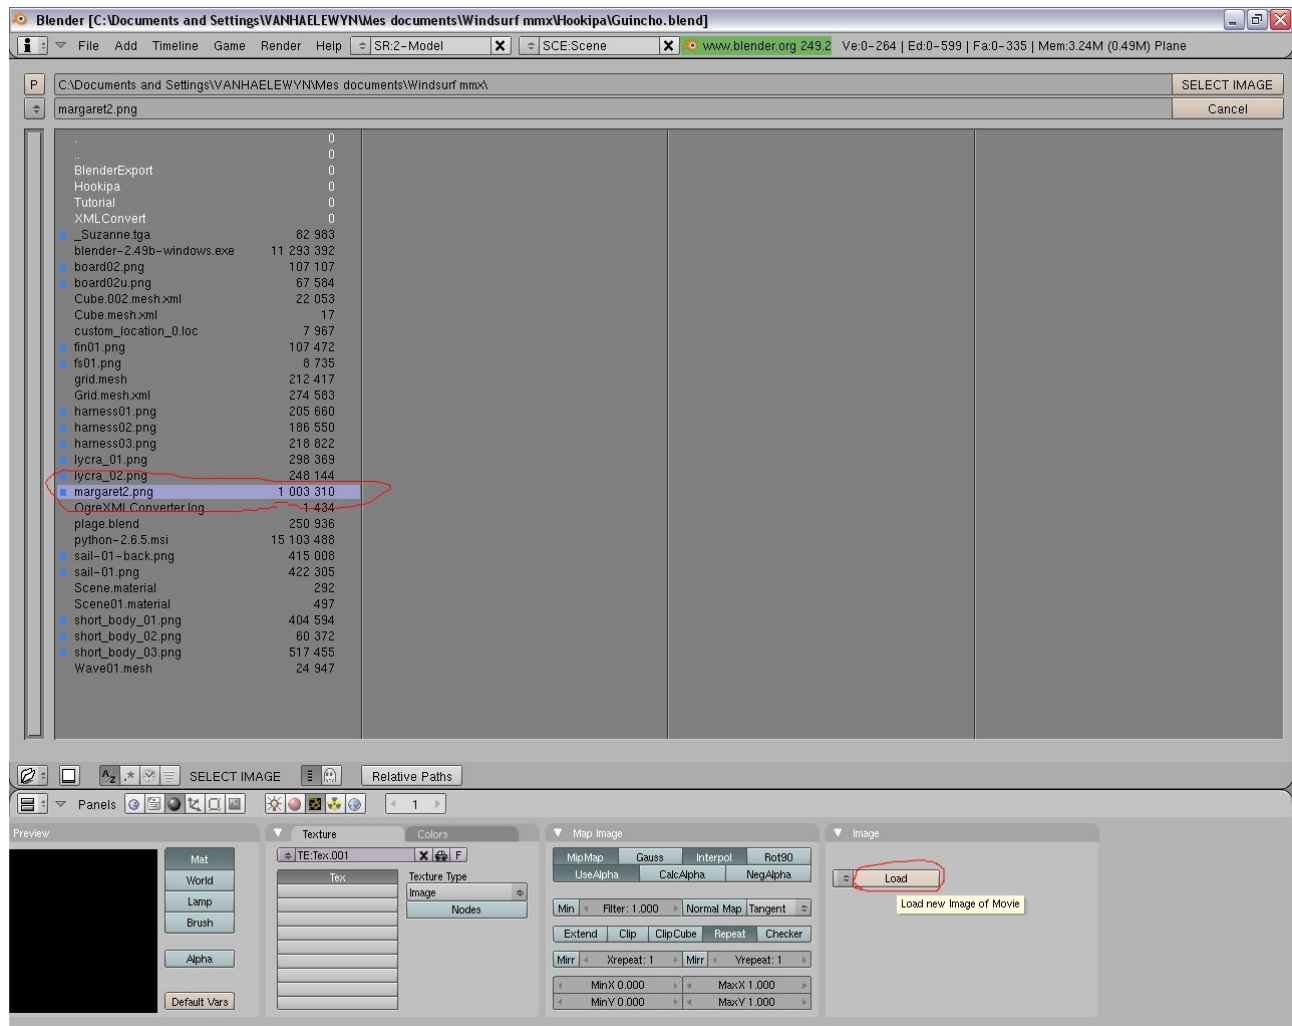 Blender [C:\Documents and Settings\VANHAELEWYN\Mes documents\Windsurf mmx\Hookipa\Guincho.blend]
File Add Timeline Game Render Help SR:2-Model X SCE:Scene X www.blender.org 249.2 Ve:0-264 | Ed:0-599 | Fa:0-335 | Mem:3.24M (0.49M) Plane
P C:\Documents and Settings\VANHAELEWYN\Mes documents\Windsurf mmx\ SELECT IMAGE
margaret2.png Cancel
. 0
.. 0
BlenderExport 0
Hookipa 0
Tutorial 0
XMLConvert 0
_Suzanne.tga 82 983
blender-2.49b-windows.exe 11 293 392
board02.png 107 107
board02u.png 67 584
Cube.002.mesh.xml 22 053
Cube.mesh.xml 17
custom_location_0.loc 7 967
fin01.png 107 472
fs01.png 8 735
grid.mesh 212 417
Grid.mesh.xml 274 583
harness01.png 205 660
harness02.png 186 550
harness03.png 218 822
lycra_01.png 298 369
lycra_02.png 248 144
margaret2.png 1 003 310
OgreXMLConverter.log 1 434
plage.blend 250 936
python-2.6.5.msi 15 103 488
sail-01-back.png 415 008
sail-01.png 422 305
Scene.material 292
Scene01.material 497
short_body_01.png 404 594
short_body_02.png 60 372
short_body_03.png 517 455
Wave01.mesh 24 947
SELECT IMAGE Relative Paths
Panels 1
Preview
Mat
World
Lamp
Brush
Alpha
Default Vars
Texture Colors
TE:Tex.001 X F
Tex Texture Type
Image
Nodes
Map Image
MipMap Gauss Interpol Rot90
UseAlpha CalcAlpha NegAlpha
Min Filter: 1.000 Normal Map Tangent
Extend Clip ClipCube Repeat Checker
Mirr Xrepeat: 1 Mirr Yrepeat: 1
MinX 0.000 MaxX 1.000
MinY 0.000 MaxY 1.000
Image
Load
Load new Image of Movie